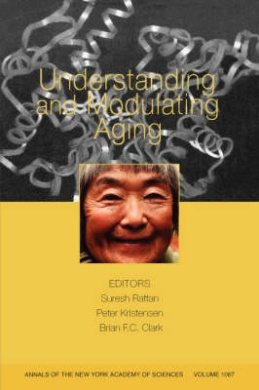 Understanding
and Modulating
Aging
EDITORS
Suresh Rattan
Peter Kristensen
Brian F.C. Clark
ANNALS OF THE NEW YORK ACADEMY OF SCIENCES VOLUME 1067